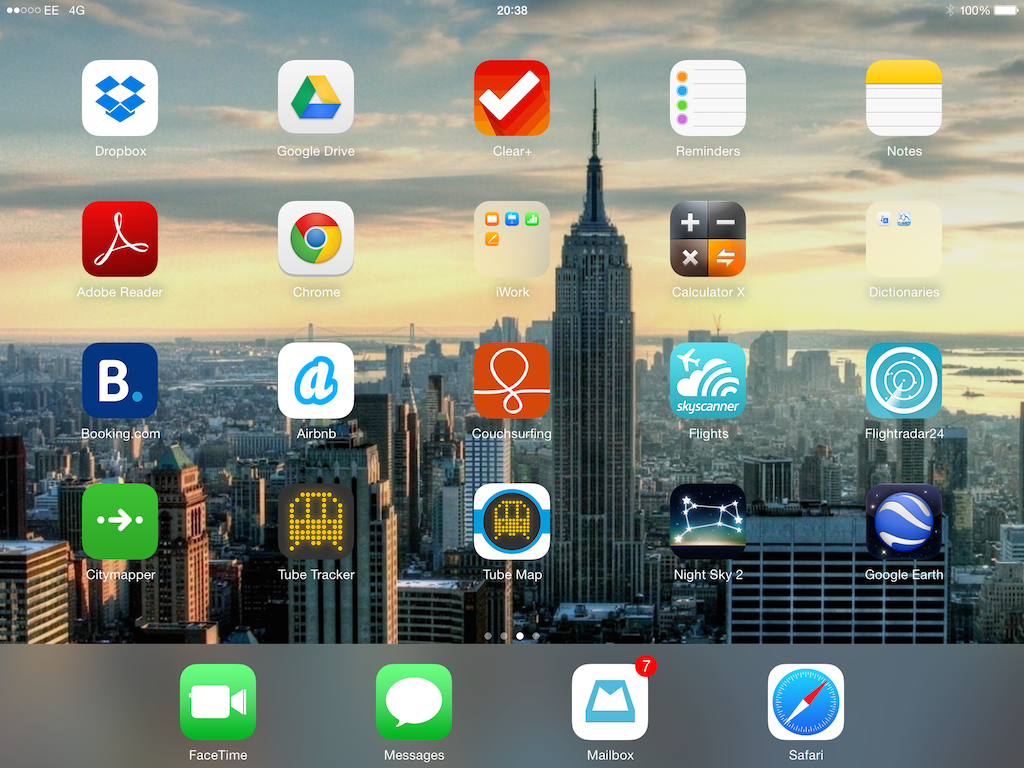 EE 4G 20:38 100%
Dropbox Google Drive Clear+ Reminders Notes
Adobe Reader Chrome iWork Calculator X Dictionaries
B. a skyscanner
Booking.com Airbnb Couchsurfing Flights Flightradar24
Citymapper Tube Tracker Tube Map Night Sky 2 Google Earth
7
FaceTime Messages Mailbox Safari